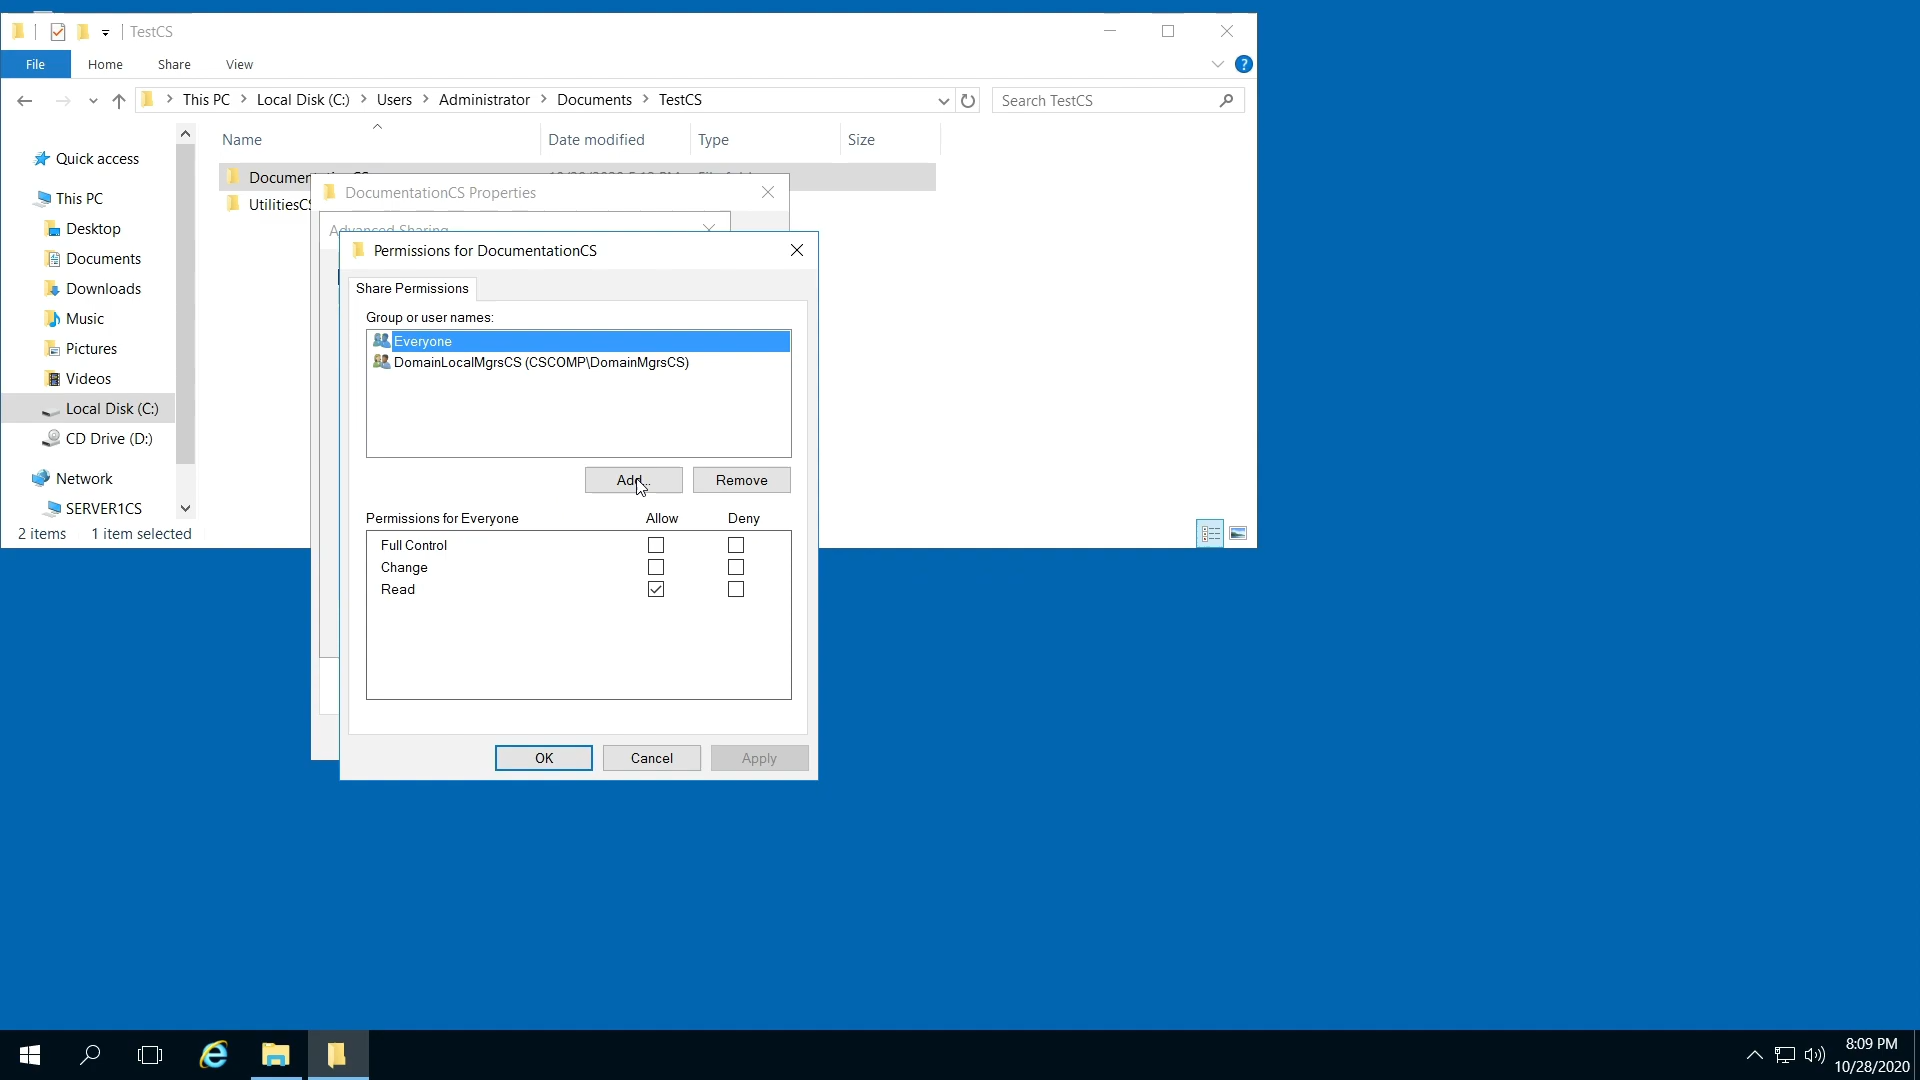 TestCS
File
Home
Share
View
?
This PC
Local Disk (C:)
Users
Administrator
Documents
TestCS
Search TestCS
Name
Date modified
Type
Size
Quick access
This PC
Desktop
Documents
Downloads
Music
Pictures
Videos
Local Disk (C:)
CD Drive (D:)
Network
SERVER1CS
UtilitiesCS
2 items
1 item selected
DocumentationCS Properties
Advanced Sharing
Permissions for DocumentationCS
Share Permissions
Group or user names:
Everyone
DomainLocalMgrsCS (CSCOMP\DomainMgrsCS)
Add...
Remove
Permissions for Everyone
Allow
Deny
Full Control
Change
Read
OK
Cancel
Apply
8:09 PM
10/28/2020